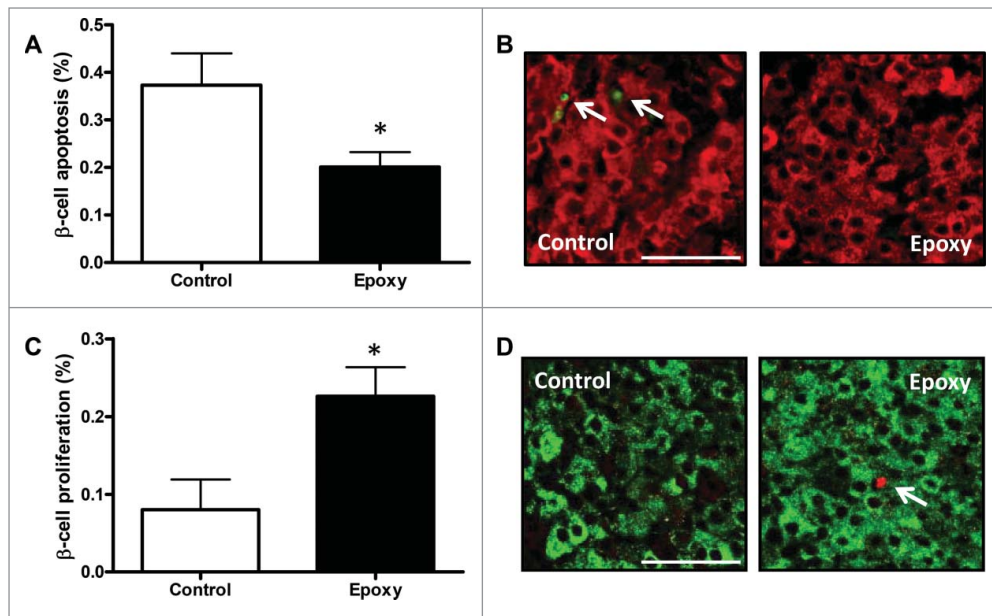 A
β-cell apoptosis (%)
0.5
0.4
0.3
0.2
0.1
0.0
*
Control Epoxy
B
Control
Epoxy
C
β-cell proliferation (%)
0.3
0.2
0.1
0.0
*
Control Epoxy
D
Control
Epoxy